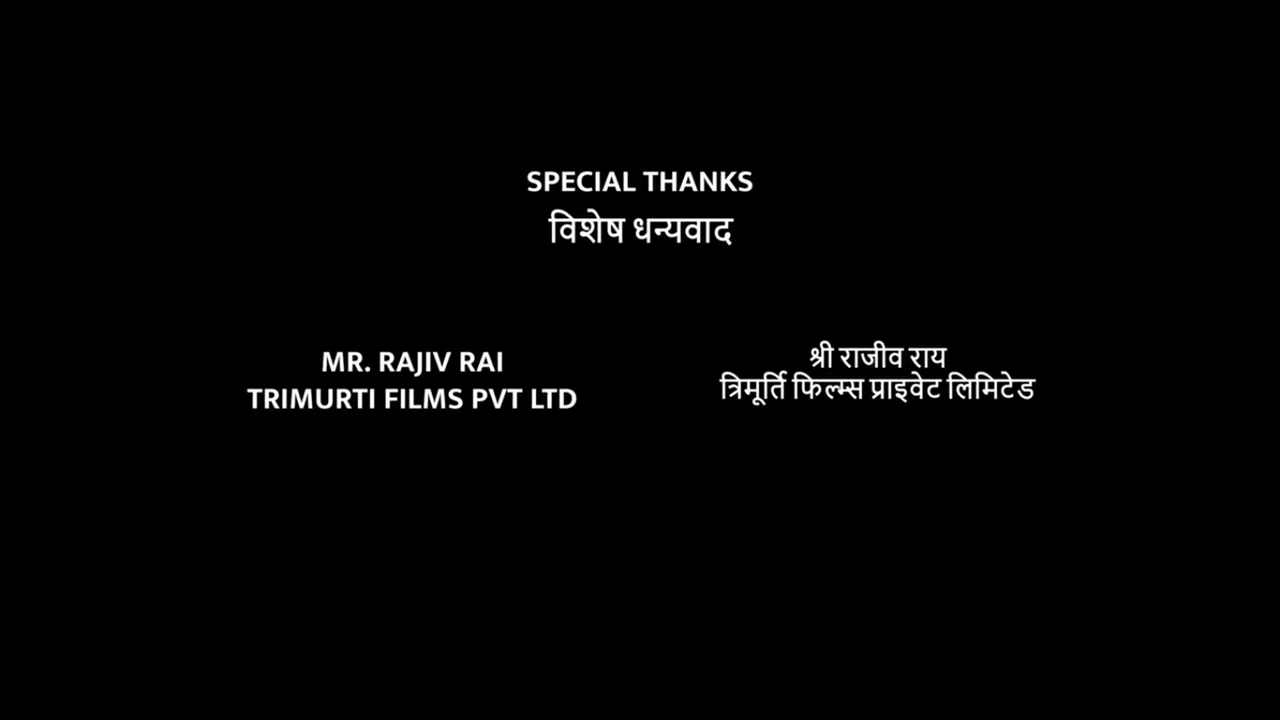 SPECIAL THANKS
विशेष धन्यवाद
MR. RAJIV RAI
TRIMURTI FILMS PVT LTD
श्री राजीव राय
त्रिमूर्ति फिल्म्स प्राइवेट लिमिटेड